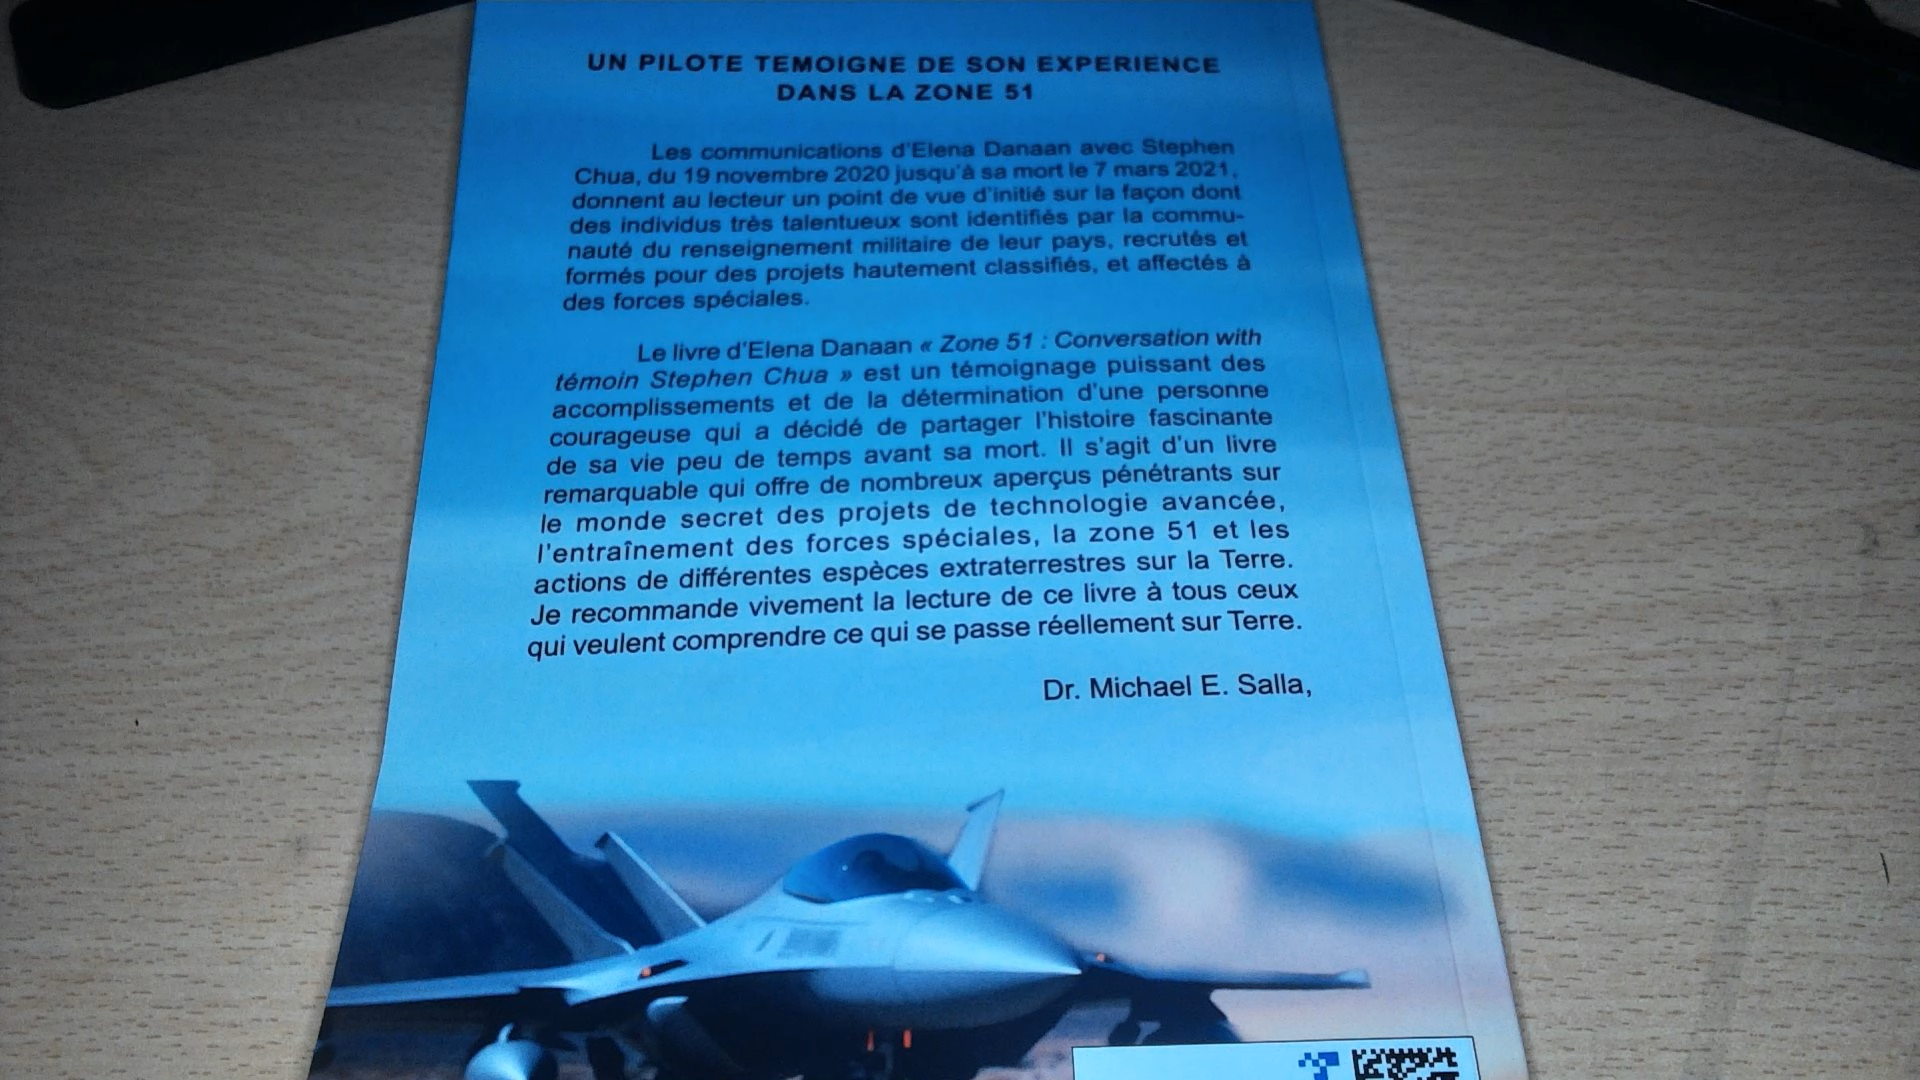 UN PILOTE TEMOIGNE DE SON EXPERIENCE
DANS LA ZONE 51
Les communications d'Elena Danaan avec Stephen
Chua, du 19 novembre 2020 jusqu'à sa mort le 7 mars 2021,
donnent au lecteur un point de vue d'initié sur la façon dont
des individus très talentueux sont identifiés par la commu-
nauté du renseignement militaire de leur pays, recrutés et
formés pour des projets hautement classifiés, et affectés à
des forces spéciales.
Le livre d'Elena Danaan « Zone 51 : Conversation with
témoin Stephen Chua » est un témoignage puissant des
accomplissements et de la détermination d'une personne
courageuse qui a décidé de partager l'histoire fascinante
de sa vie peu de temps avant sa mort. Il s'agit d'un livre
remarquable qui offre de nombreux aperçus pénétrants sur
le monde secret des projets de technologie avancée,
l'entraînement des forces spéciales, la zone 51 et les
actions de différentes espèces extraterrestres sur la Terre.
Je recommande vivement la lecture de ce livre à tous ceux
qui veulent comprendre ce qui se passe réellement sur Terre.
Dr. Michael E. Salla,